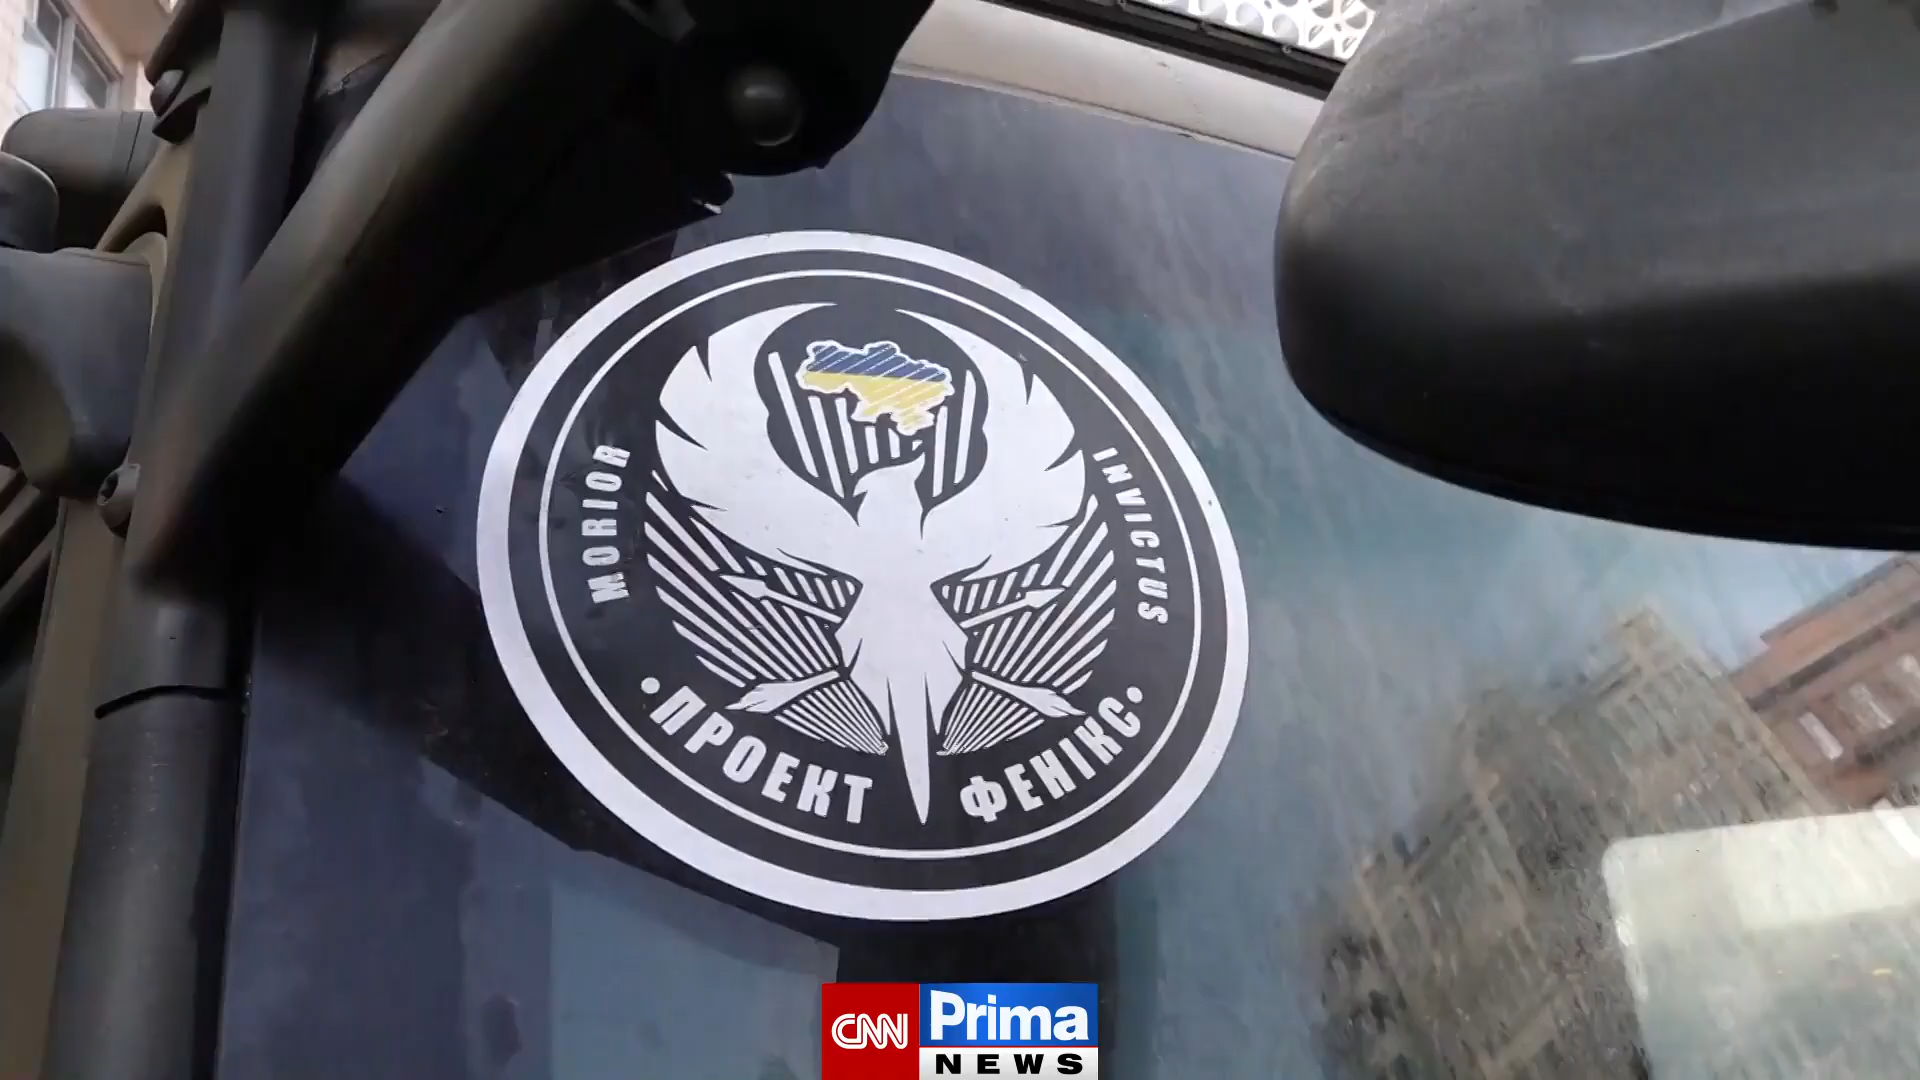 MORIOR
INVICTUS
• ПРОЕКТ ФЕНІКС •
CNN Prima
NEWS